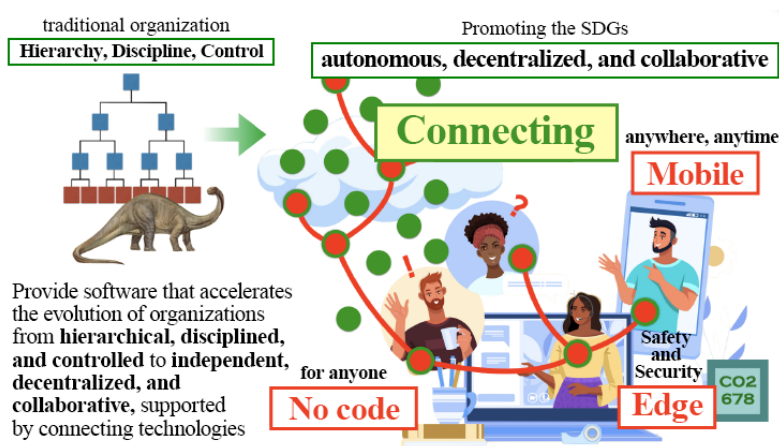 traditional organization
Hierarchy, Discipline, Control
Promoting the SDGs
autonomous, decentralized, and collaborative
Connecting
anywhere, anytime
Mobile
?
!
Provide software that accelerates
the evolution of organizations
from hierarchical, disciplined,
and controlled to independent,
decentralized, and
collaborative, supported
by connecting technologies
for anyone
No code
Safety
and
Security
Edge
CO2
678